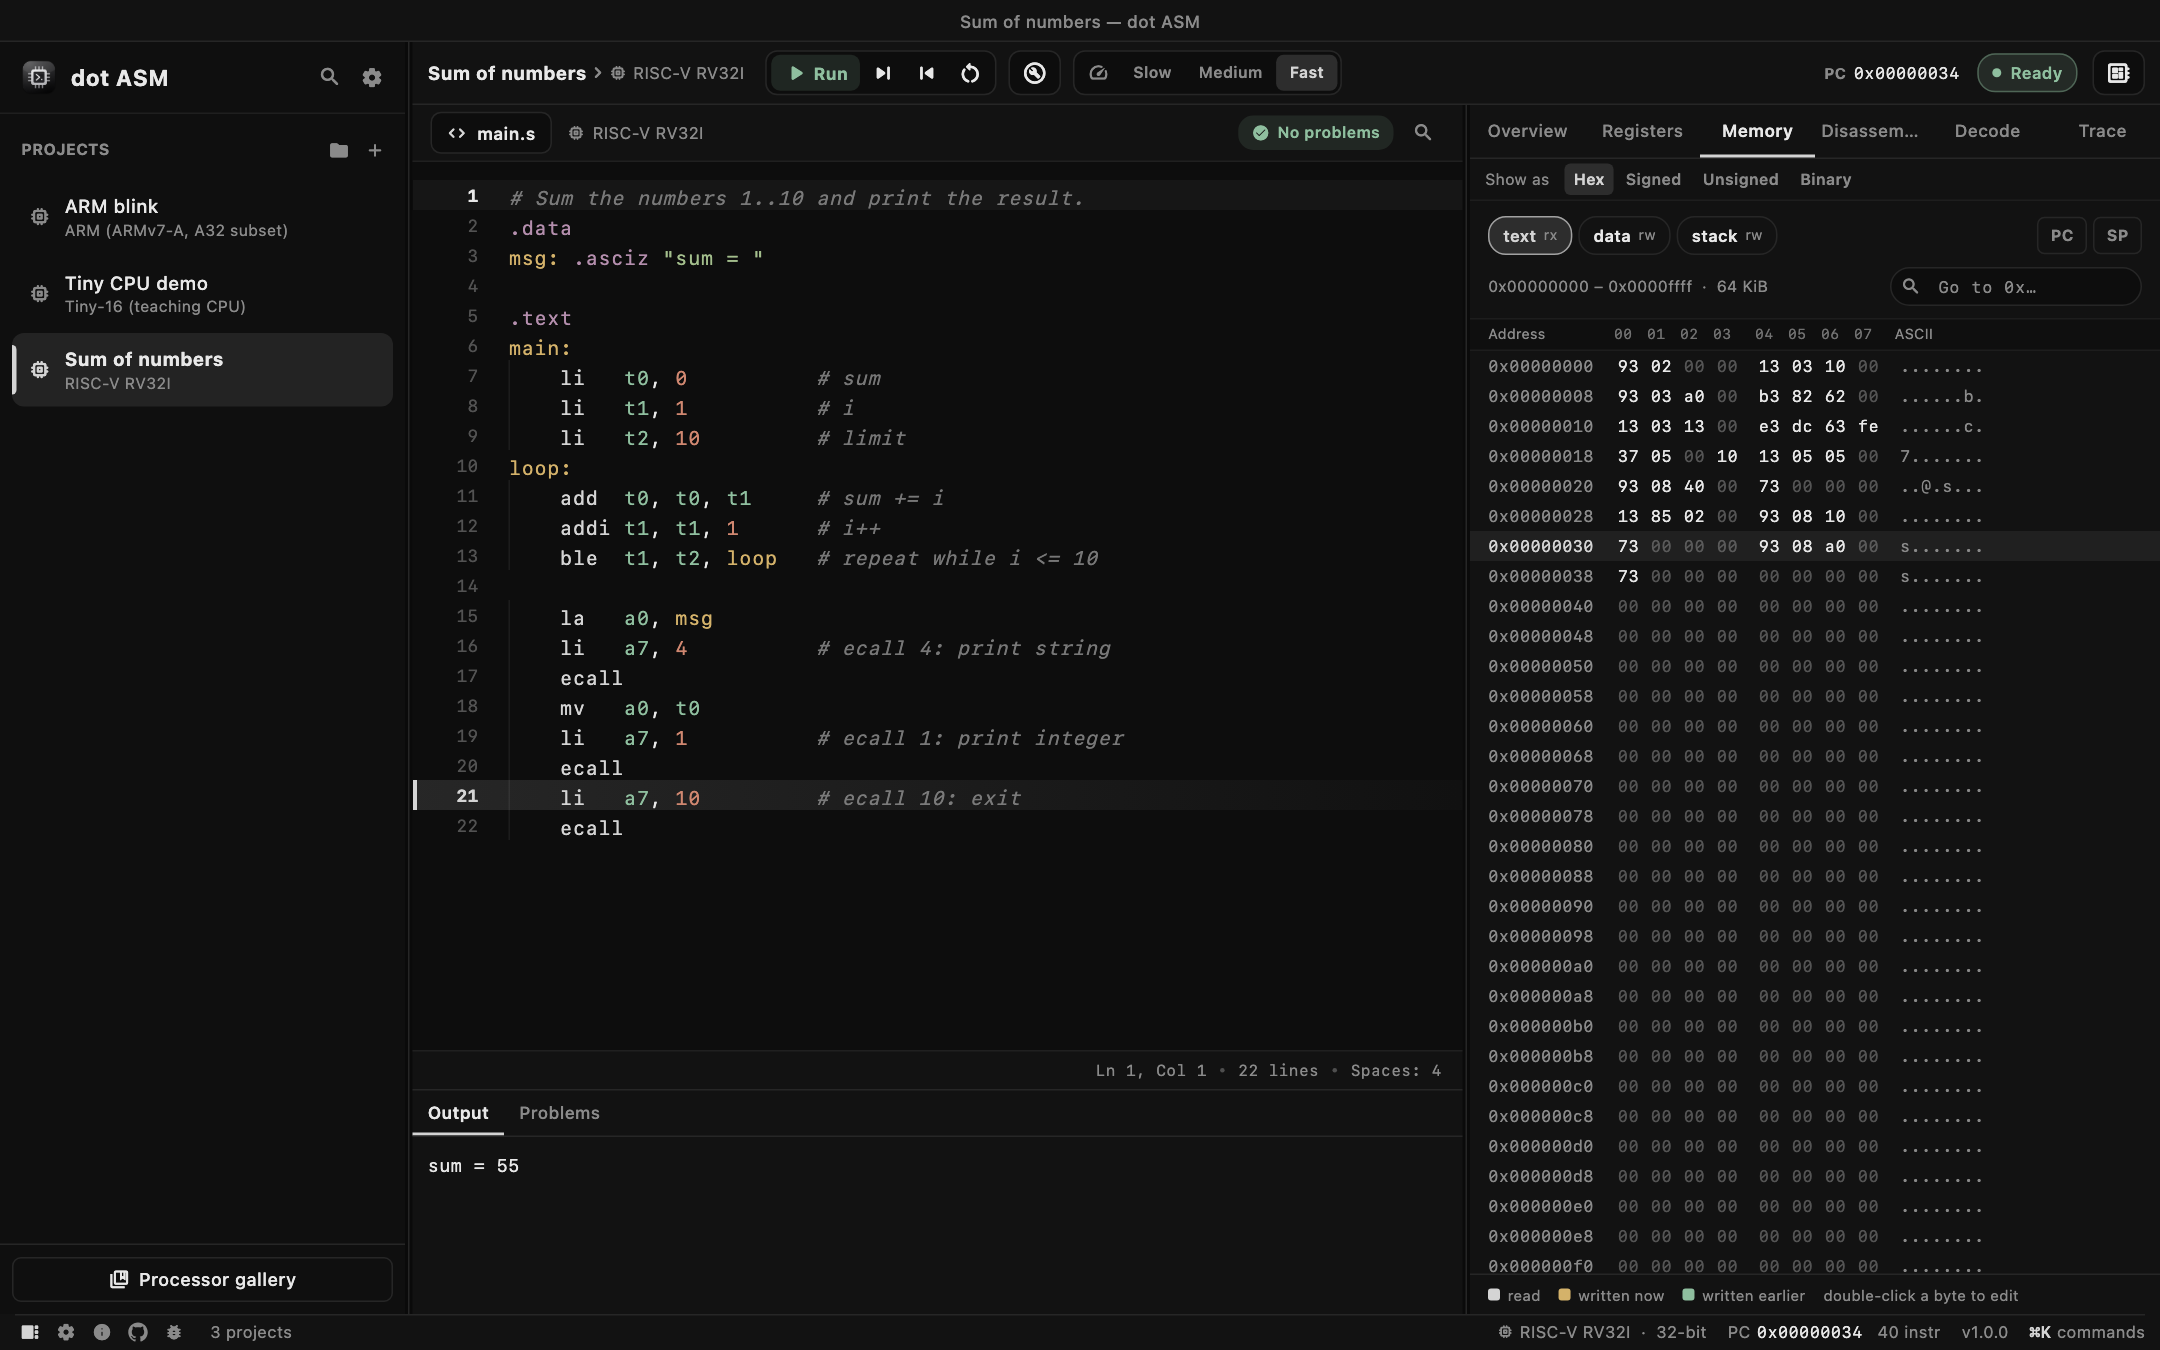 Sum of numbers — dot ASM
dot ASM
PROJECTS
ARM blink
ARM (ARMv7-A, A32 subset)
Tiny CPU demo
Tiny-16 (teaching CPU)
Sum of numbers
RISC-V RV32I
Processor gallery
3 projects
Sum of numbers > RISC-V RV32I Run Slow Medium Fast PC 0x00000034 Ready
main.s RISC-V RV32I No problems
1 # Sum the numbers 1..10 and print the result.
2 .data
3 msg: .asciz "sum = "
4
5 .text
6 main:
7 li t0, 0 # sum
8 li t1, 1 # i
9 li t2, 10 # limit
10 loop:
11 add t0, t0, t1 # sum += i
12 addi t1, t1, 1 # i++
13 ble t1, t2, loop # repeat while i <= 10
14
15 la a0, msg
16 li a7, 4 # ecall 4: print string
17 ecall
18 mv a0, t0
19 li a7, 1 # ecall 1: print integer
20 ecall
21 li a7, 10 # ecall 10: exit
22 ecall
Ln 1, Col 1 • 22 lines • Spaces: 4
Output Problems
sum = 55
Overview Registers Memory Disassem... Decode Trace
Show as Hex Signed Unsigned Binary
text rx data rw stack rw PC SP
0x00000000 – 0x0000ffff · 64 KiB Go to 0x…
Address 00 01 02 03 04 05 06 07 ASCII
0x00000000 93 02 00 00 13 03 10 00 ........
0x00000008 93 03 a0 00 b3 82 62 00 ......b.
0x00000010 13 03 13 00 e3 dc 63 fe ......c.
0x00000018 37 05 00 10 13 05 05 00 7.......
0x00000020 93 08 40 00 73 00 00 00 ..@.s...
0x00000028 13 85 02 00 93 08 10 00 ........
0x00000030 73 00 00 00 93 08 a0 00 s.......
0x00000038 73 00 00 00 00 00 00 00 s.......
0x00000040 00 00 00 00 00 00 00 00 ........
0x00000048 00 00 00 00 00 00 00 00 ........
0x00000050 00 00 00 00 00 00 00 00 ........
0x00000058 00 00 00 00 00 00 00 00 ........
0x00000060 00 00 00 00 00 00 00 00 ........
0x00000068 00 00 00 00 00 00 00 00 ........
0x00000070 00 00 00 00 00 00 00 00 ........
0x00000078 00 00 00 00 00 00 00 00 ........
0x00000080 00 00 00 00 00 00 00 00 ........
0x00000088 00 00 00 00 00 00 00 00 ........
0x00000090 00 00 00 00 00 00 00 00 ........
0x00000098 00 00 00 00 00 00 00 00 ........
0x000000a0 00 00 00 00 00 00 00 00 ........
0x000000a8 00 00 00 00 00 00 00 00 ........
0x000000b0 00 00 00 00 00 00 00 00 ........
0x000000b8 00 00 00 00 00 00 00 00 ........
0x000000c0 00 00 00 00 00 00 00 00 ........
0x000000c8 00 00 00 00 00 00 00 00 ........
0x000000d0 00 00 00 00 00 00 00 00 ........
0x000000d8 00 00 00 00 00 00 00 00 ........
0x000000e0 00 00 00 00 00 00 00 00 ........
0x000000e8 00 00 00 00 00 00 00 00 ........
0x000000f0 00 00 00 00 00 00 00 00 ........
read written now written earlier double-click a byte to edit
RISC-V RV32I · 32-bit PC 0x00000034 40 instr v1.0.0 ⌘K commands